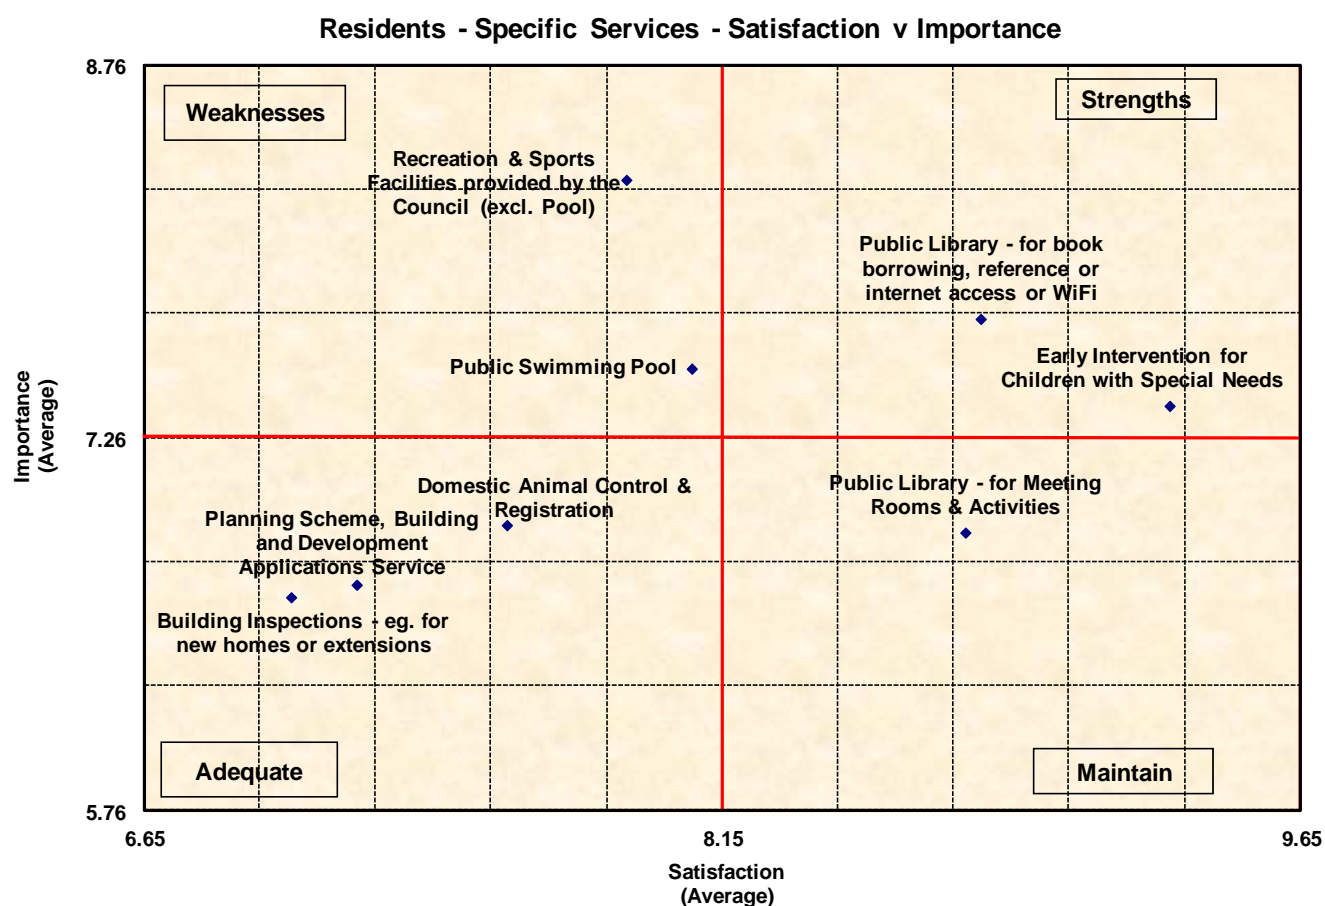 Residents - Specific Services - Satisfaction v Importance
8.76
Weaknesses
Strengths
Recreation & Sports
Facilities provided by the
Council (excl. Pool)
Public Library - for book
borrowing, reference or
internet access or WiFi
Public Swimming Pool
Early Intervention for
Children with Special Needs
Importance
(Average)
7.26
Domestic Animal Control &
Registration
Public Library - for Meeting
Rooms & Activities
Planning Scheme, Building
and Development
Applications Service
Building Inspections - eg. for
new homes or extensions
Adequate
Maintain
5.76
6.65
8.15
9.65
Satisfaction
(Average)